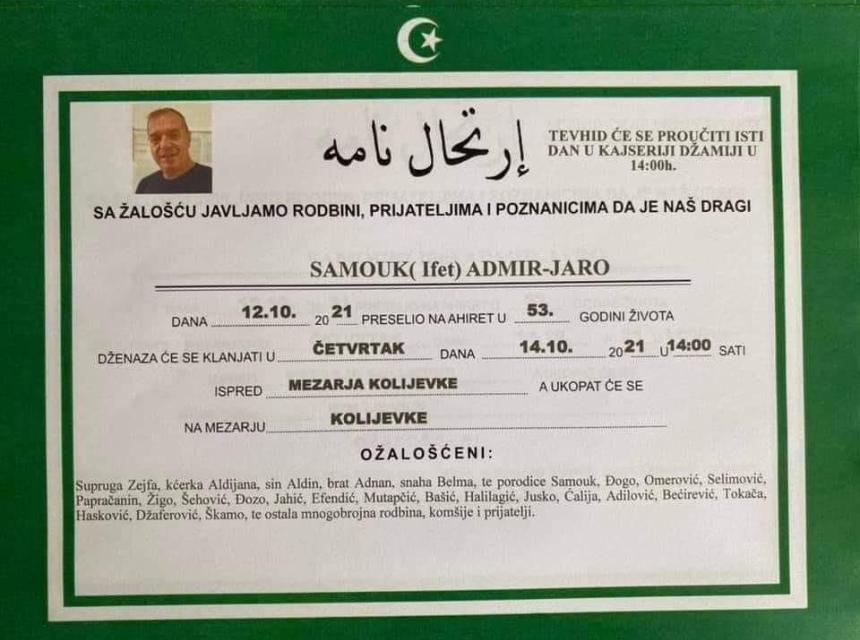 إرتحال نامه
TEVHID ĆE SE PROUČITI ISTI
DAN U KAJSERIJI DŽAMIJI U
14:00h.
SA ŽALOŠĆU JAVLJAMO RODBINI, PRIJATELJIMA I POZNANICIMA DA JE NAŠ DRAGI
SAMOUK( Ifet) ADMIR-JARO
DANA 12.10. 2021 PRESELIO NA AHIRET U 53. GODINI ŽIVOTA
DŽENAZA ĆE SE KLANJATI U ČETVRTAK DANA 14.10. 2021 U 14:00 SATI
ISPRED MEZARJA KOLIJEVKE A UKOPAT ĆE SE
NA MEZARJU KOLIJEVKE
OŽALOŠĆENI:
Supruga Zejfa, kćerka Aldijana, sin Aldin, brat Adnan, snaha Belma, te porodice Samouk, Đogo, Omerović, Selimović,
Papračanin, Žigo, Šehović, Đozo, Jahić, Efendić, Mutapčić, Bašić, Halilagić, Jusko, Ćalija, Adilović, Bećirević, Tokača,
Hasković, Džaferović, Škamo, te ostala mnogobrojna rodbina, komšije i prijatelji.